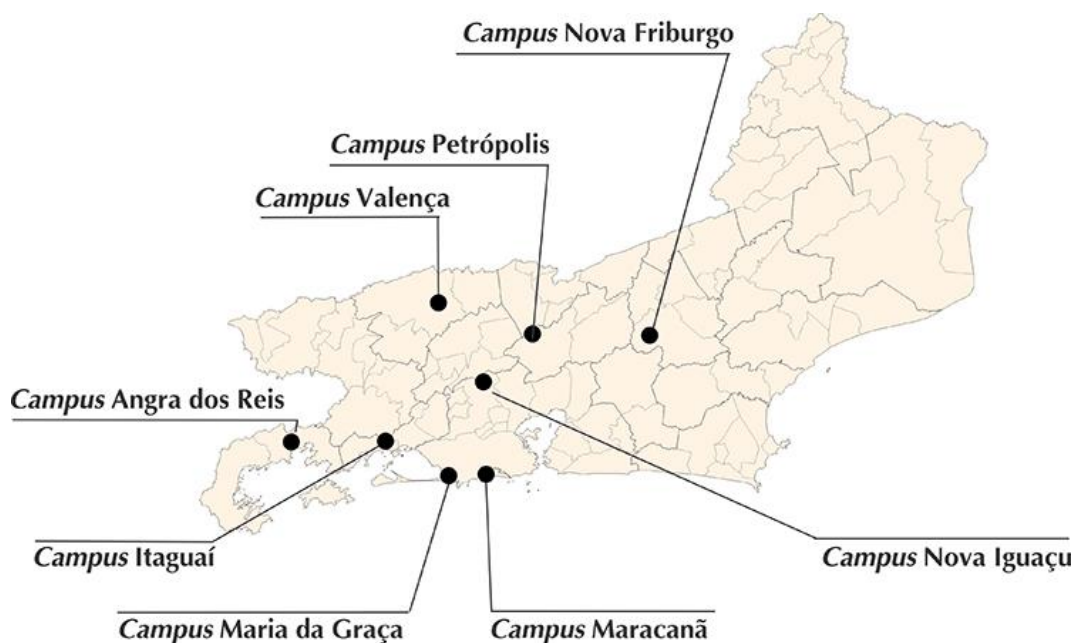 Campus Nova Friburgo
Campus Petrópolis
Campus Valença
Campus Angra dos Reis
Campus Itaguaí
Campus Nova Iguaçu
Campus Maria da Graça
Campus Maracanã